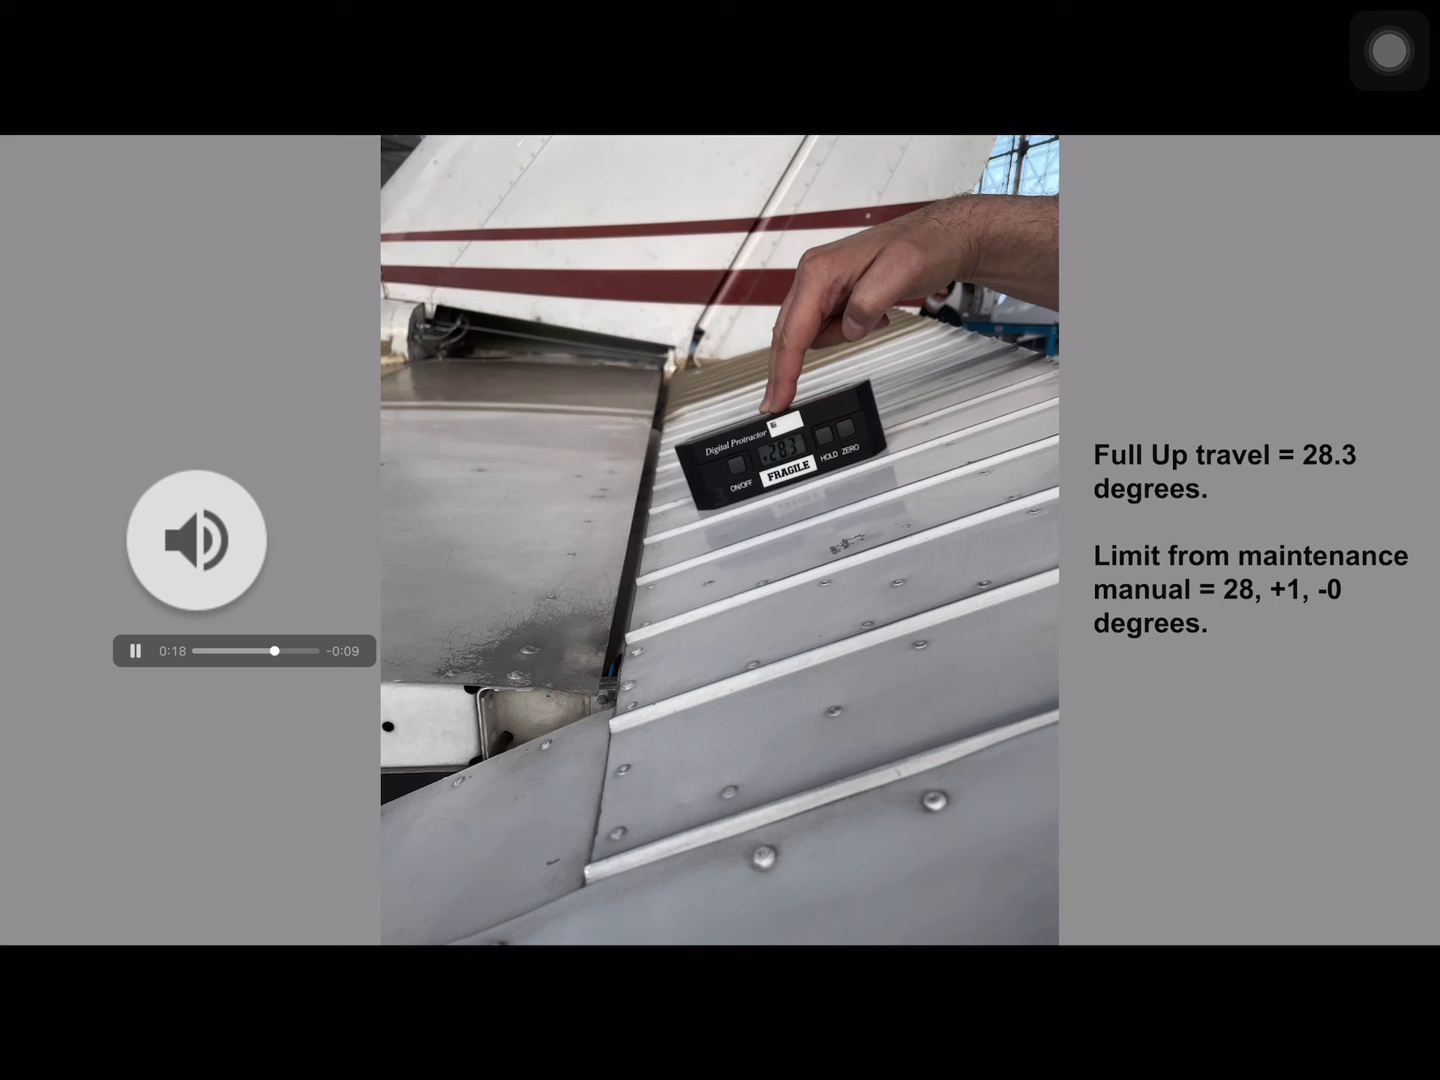 Digital Protractor
28.3
ON/OFF
FRAGILE
HOLD ZERO
0:18
-0:09
Full Up travel = 28.3
degrees.
Limit from maintenance
manual = 28, +1, -0
degrees.